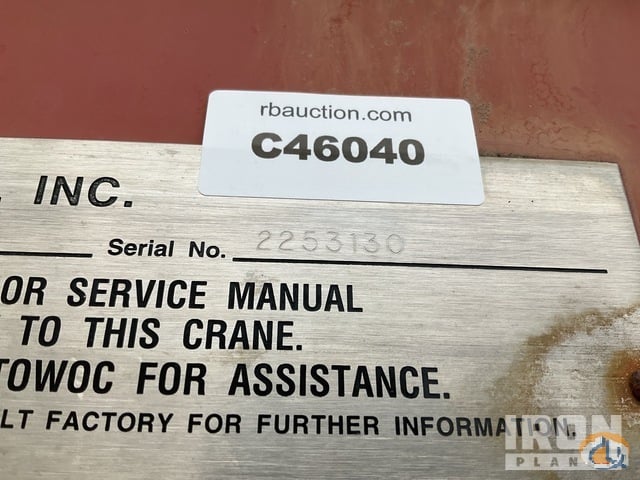 rbauction.com
C46040
, INC.
Serial No. 2253130
OR SERVICE MANUAL
TO THIS CRANE.
TOWOC FOR ASSISTANCE.
LT FACTORY FOR FURTHER INFORMATION.
IRON
PLANET